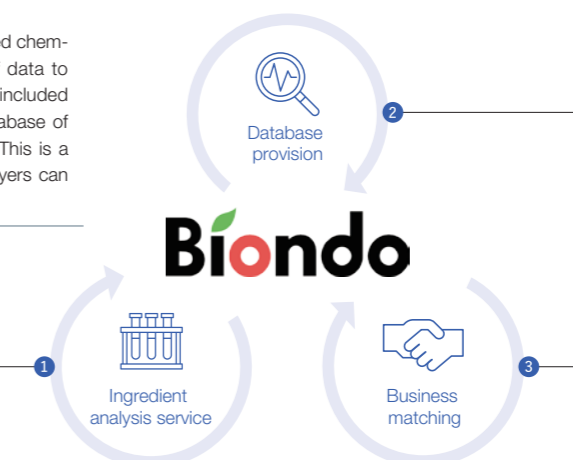 ed chem-
data to
included
abase of
This is a
yers can
2
Database
provision
Biondo
1
Ingredient
analysis service
3
Business
matching